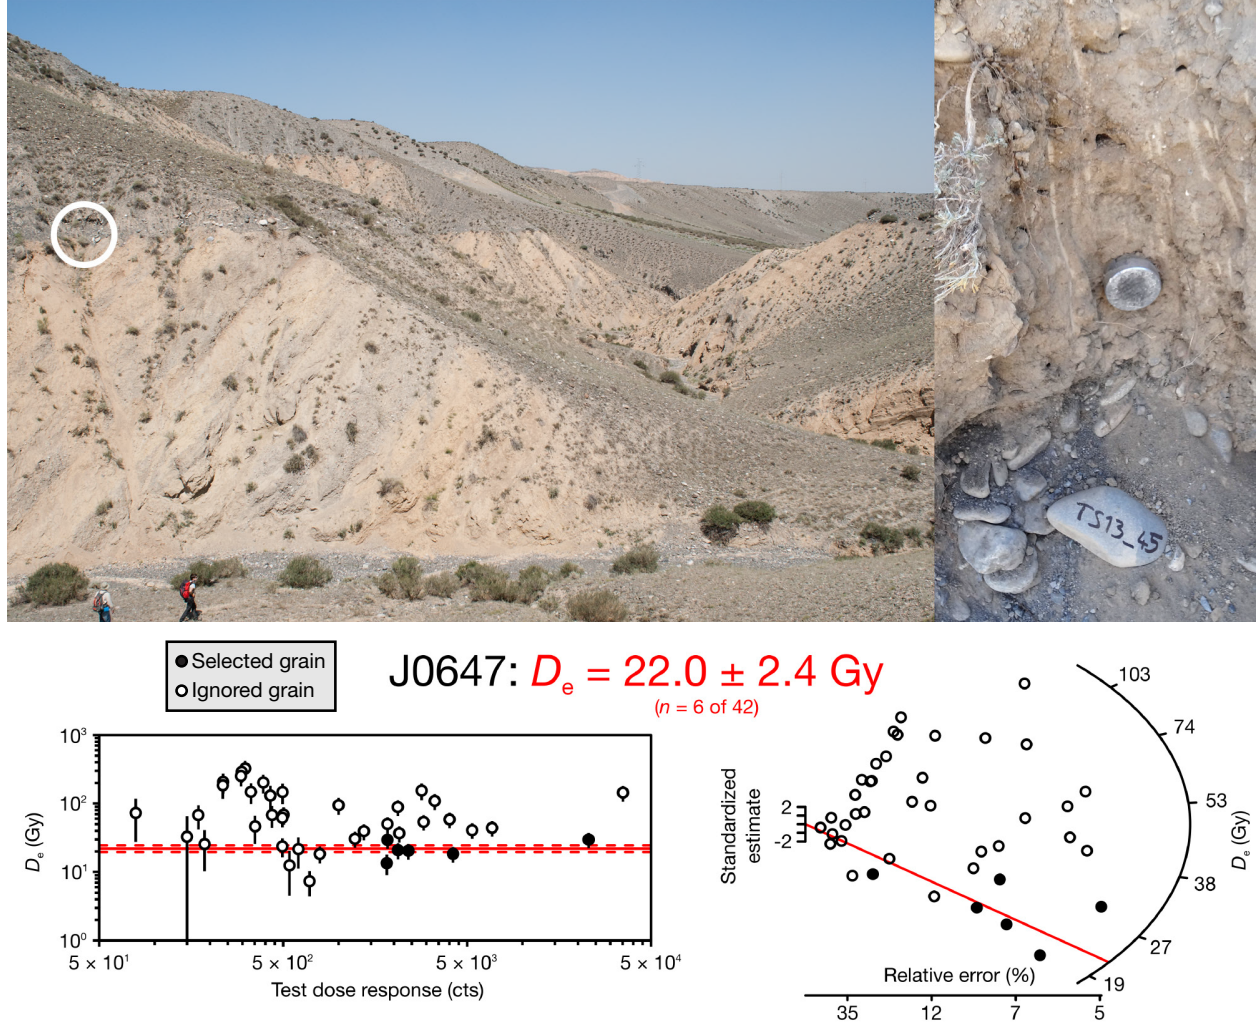 TS13_45
Selected grain
Ignored grain
J0647: Dₑ = 22.0 ± 2.4 Gy
(n = 6 of 42)
Dₑ (Gy)
10³
10²
10¹
10⁰
5 × 10¹
5 × 10²
5 × 10³
5 × 10⁴
Test dose response (cts)
Standardized
estimate
2
-2
103
74
53
38
27
19
Dₑ (Gy)
Relative error (%)
35
12
7
5